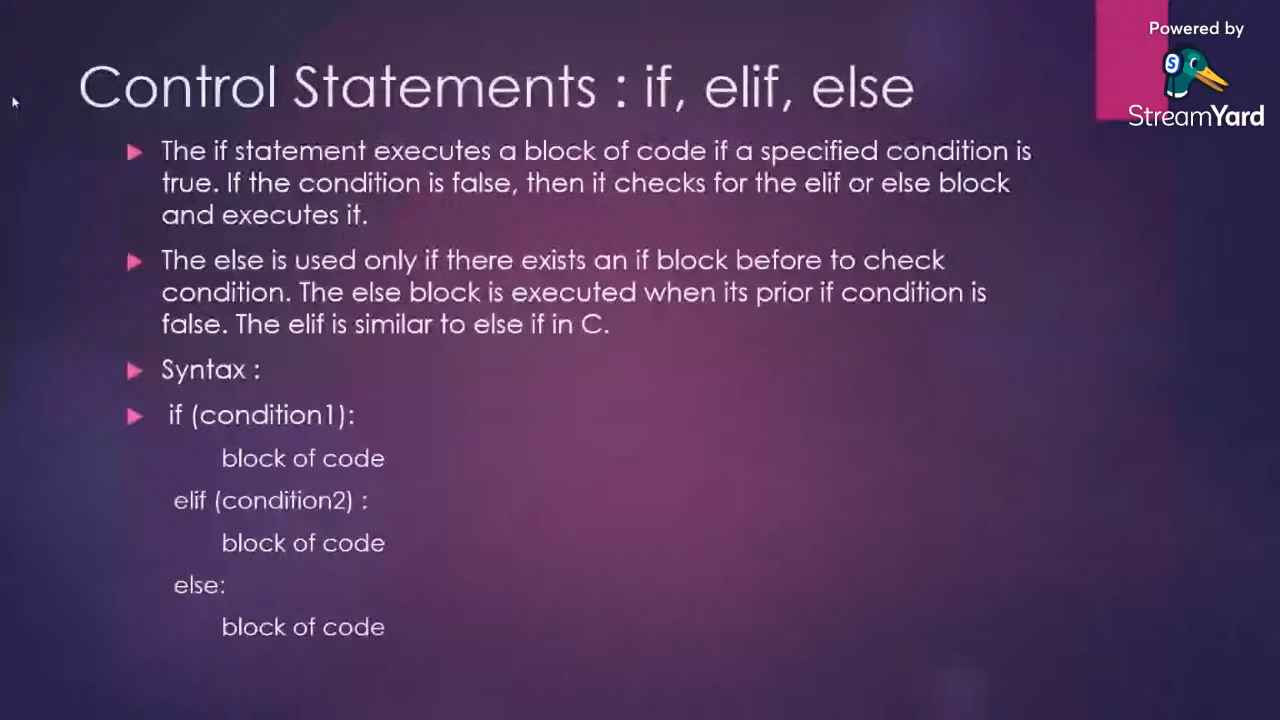 Powered by
StreamYard
Control Statements : if, elif, else
The if statement executes a block of code if a specified condition is
true. If the condition is false, then it checks for the elif or else block
and executes it.
The else is used only if there exists an if block before to check
condition. The else block is executed when its prior if condition is
false. The elif is similar to else if in C.
Syntax :
if (condition1):
block of code
elif (condition2) :
block of code
else:
block of code